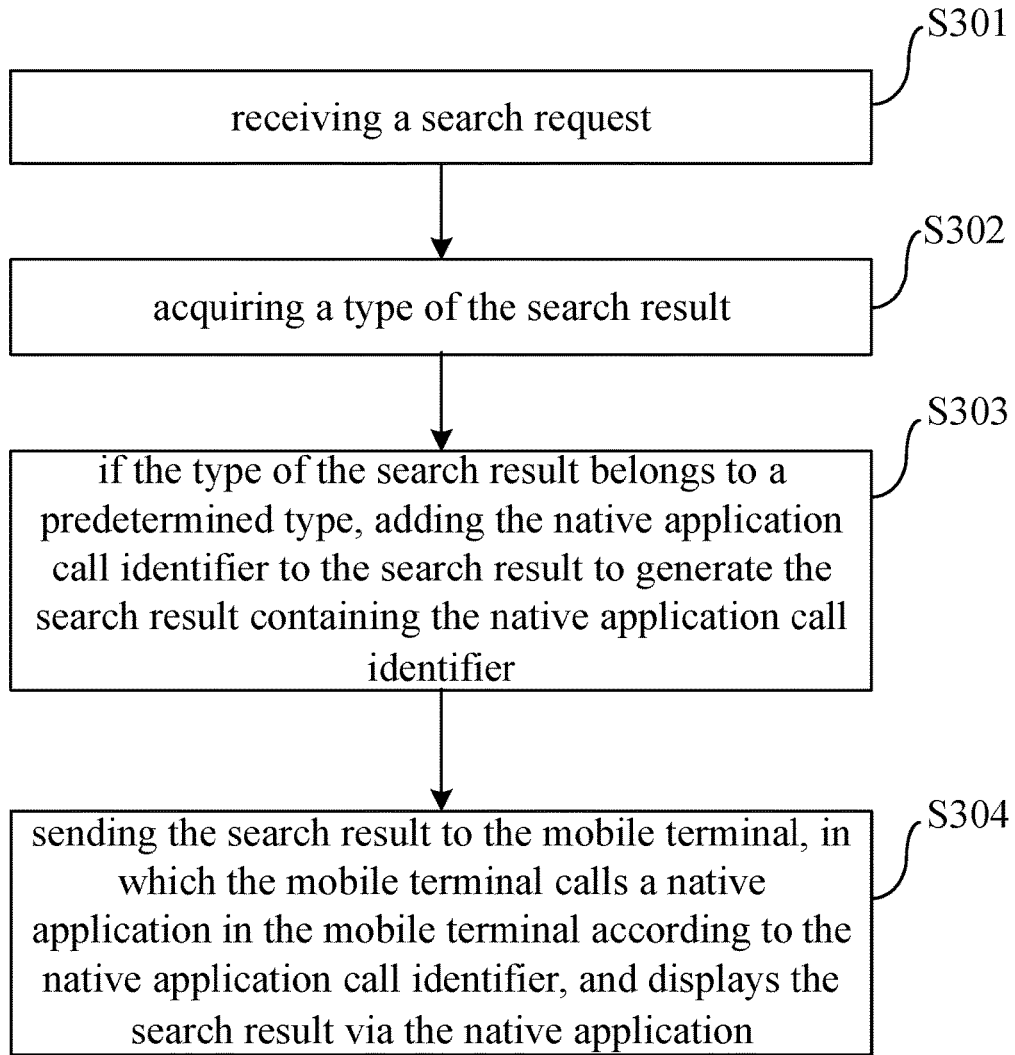 S301
receiving a search request
S302
acquiring a type of the search result
S303
if the type of the search result belongs to a
predetermined type, adding the native application
call identifier to the search result to generate the
search result containing the native application call
identifier
S304
sending the search result to the mobile terminal, in
which the mobile terminal calls a native
application in the mobile terminal according to the
native application call identifier, and displays the
search result via the native application